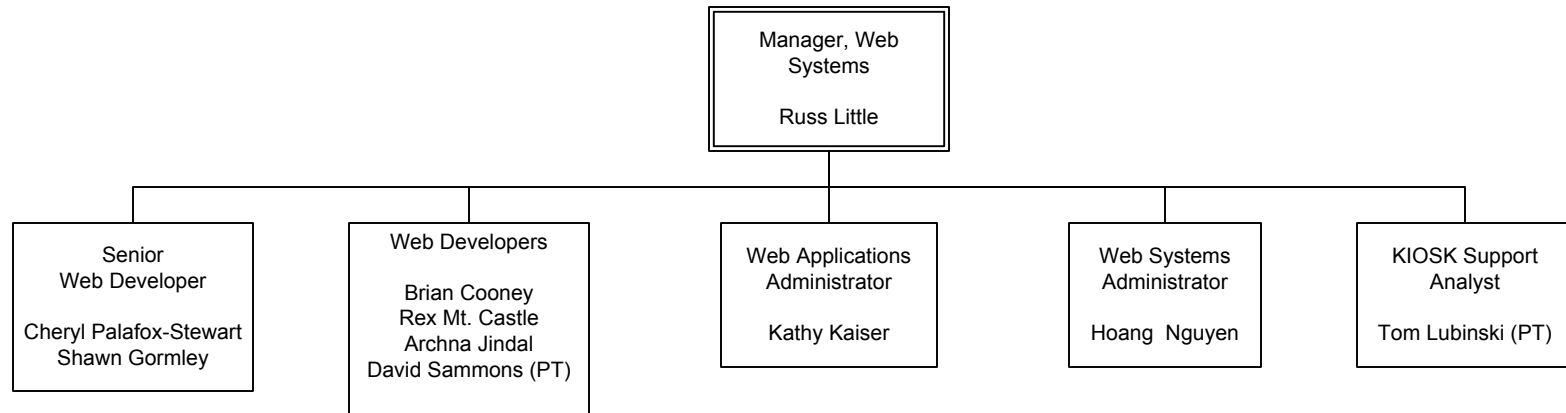 Manager, Web
Systems
Russ Little
Senior
Web Developer
Cheryl Palafox-Stewart
Shawn Gormley
Web Developers
Brian Cooney
Rex Mt. Castle
Archna Jindal
David Sammons (PT)
Web Applications
Administrator
Kathy Kaiser
Web Systems
Administrator
Hoang  Nguyen
KIOSK Support
Analyst
Tom Lubinski (PT)